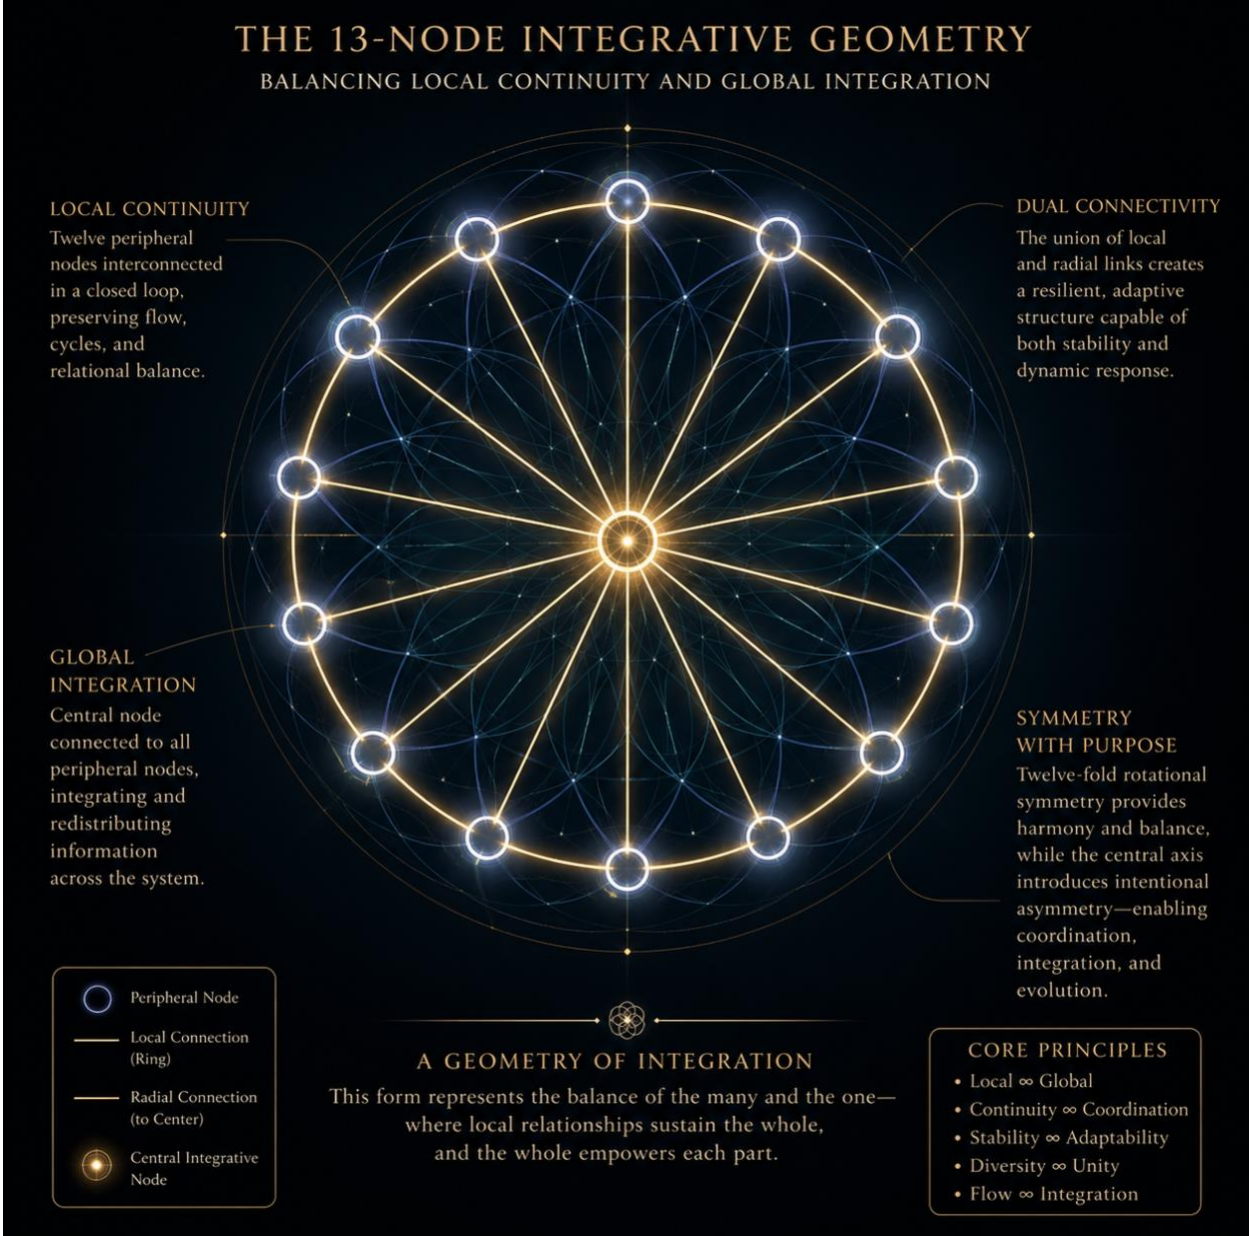 THE 13-NODE INTEGRATIVE GEOMETRY
BALANCING LOCAL CONTINUITY AND GLOBAL INTEGRATION
LOCAL CONTINUITY
Twelve peripheral
nodes interconnected
in a closed loop,
preserving flow,
cycles, and
relational balance.
DUAL CONNECTIVITY
The union of local
and radial links creates
a resilient, adaptive
structure capable of
both stability and
dynamic response.
GLOBAL
INTEGRATION
Central node
connected to all
peripheral nodes,
integrating and
redistributing
information
across the system.
SYMMETRY
WITH PURPOSE
Twelve-fold rotational
symmetry provides
harmony and balance,
while the central axis
introduces intentional
asymmetry—enabling
coordination,
integration, and
evolution.
Peripheral Node
Local Connection
(Ring)
Radial Connection
(to Center)
Central Integrative
Node
A GEOMETRY OF INTEGRATION
This form represents the balance of the many and the one—
where local relationships sustain the whole,
and the whole empowers each part.
CORE PRINCIPLES
• Local ∞ Global
• Continuity ∞ Coordination
• Stability ∞ Adaptability
• Diversity ∞ Unity
• Flow ∞ Integration